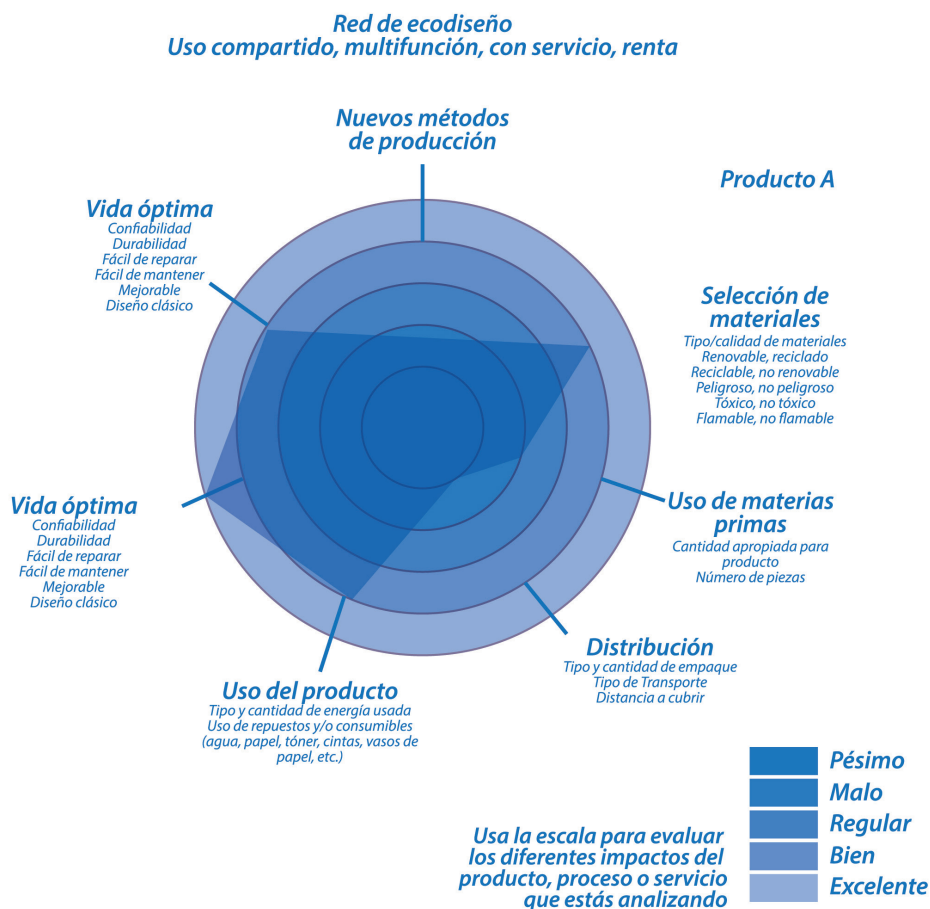 Red de ecodiseño
Uso compartido, multifunción, con servicio, renta
Nuevos métodos
de producción
Producto A
Vida óptima
Confiabilidad
Durabilidad
Fácil de reparar
Fácil de mantener
Mejorable
Diseño clásico
Selección de
materiales
Tipo/calidad de materiales
Renovable, reciclado
Reciclable, no renovable
Peligroso, no peligroso
Tóxico, no tóxico
Flamable, no flamable
Vida óptima
Confiabilidad
Durabilidad
Fácil de reparar
Fácil de mantener
Mejorable
Diseño clásico
Uso de materias
primas
Cantidad apropiada para
producto
Número de piezas
Distribución
Tipo y cantidad de empaque
Tipo de Transporte
Distancia a cubrir
Uso del producto
Tipo y cantidad de energía usada
Uso de repuestos y/o consumibles
(agua, papel, tóner, cintas, vasos de
papel, etc.)
Usa la escala para evaluar
los diferentes impactos del
producto, proceso o servicio
que estás analizando
Pésimo
Malo
Regular
Bien
Excelente